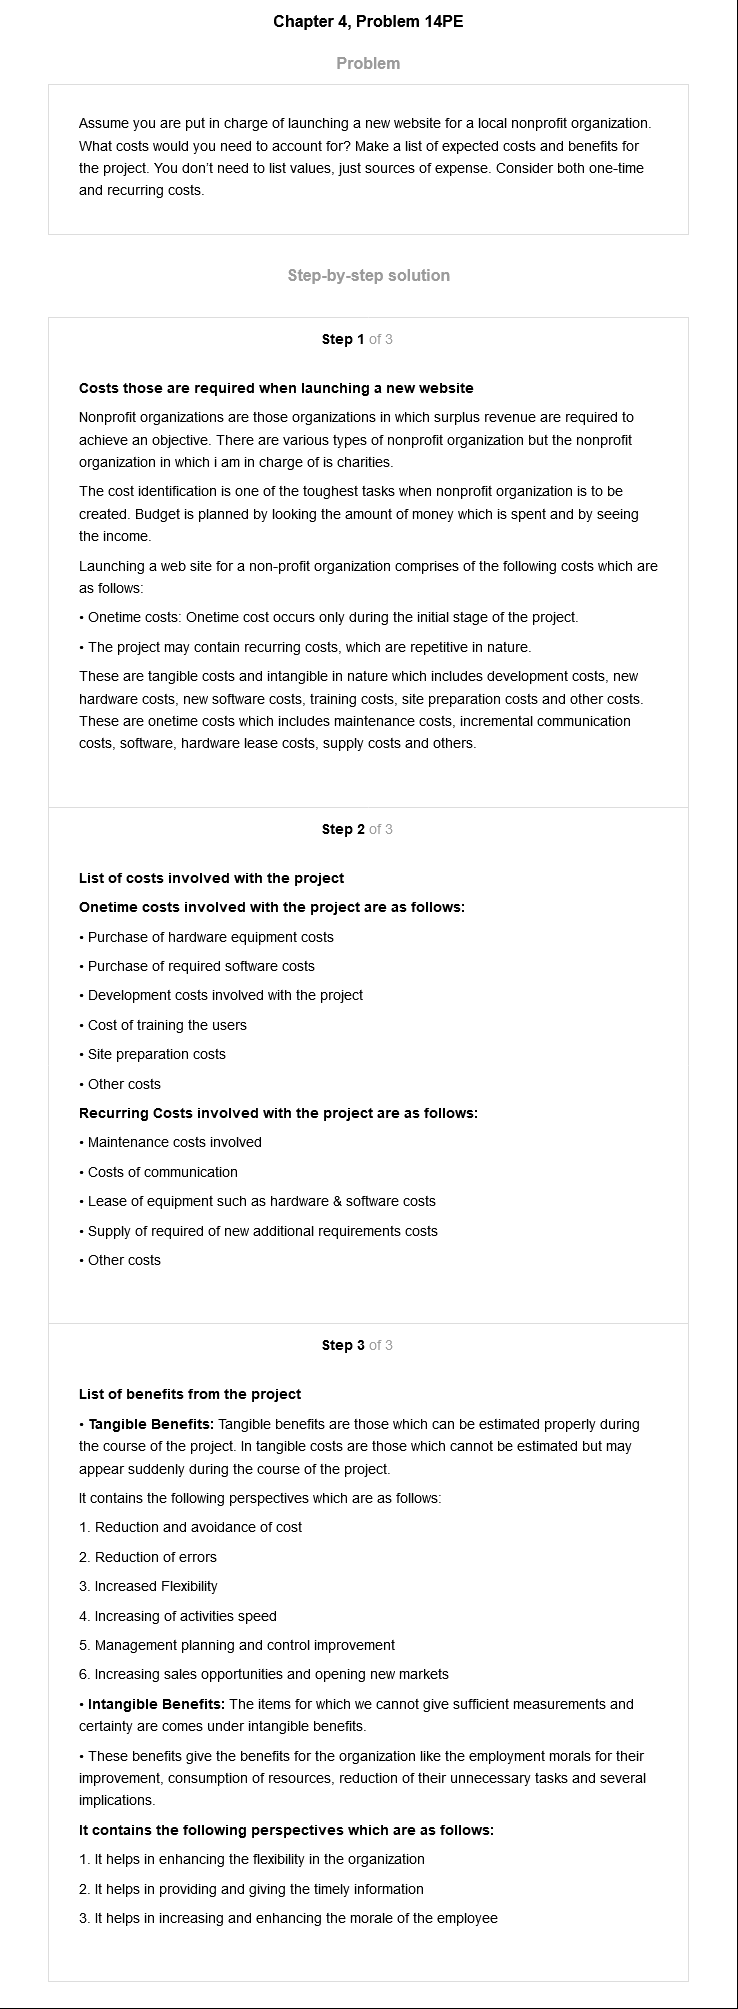 Chapter 4, Problem 14PE
Problem
Assume you are put in charge of launching a new website for a local nonprofit organization.
What costs would you need to account for? Make a list of expected costs and benefits for
the project. You don't need to list values, just sources of expense. Consider both one-time
and recurring costs.
Step-by-step solution
Step 1 of 3
Costs those are required when launching a new website
Nonprofit organizations are those organizations in which surplus revenue are required to
achieve an objective. There are various types of nonprofit organization but the nonprofit
organization in which i am in charge of is charities.
The cost identification is one of the toughest tasks when nonprofit organization is to be
created. Budget is planned by looking the amount of money which is spent and by seeing
the income.
Launching a web site for a non-profit organization comprises of the following costs which are
as follows:
• Onetime costs: Onetime cost occurs only during the initial stage of the project.
• The project may contain recurring costs, which are repetitive in nature.
These are tangible costs and intangible in nature which includes development costs, new
hardware costs, new software costs, training costs, site preparation costs and other costs.
These are onetime costs which includes maintenance costs, incremental communication
costs, software, hardware lease costs, supply costs and others.
Step 2 of 3
List of costs involved with the project
Onetime costs involved with the project are as follows:
• Purchase of hardware equipment costs
• Purchase of required software costs
• Development costs involved with the project
• Cost of training the users
• Site preparation costs
• Other costs
Recurring Costs involved with the project are as follows:
• Maintenance costs involved
• Costs of communication
• Lease of equipment such as hardware & software costs
• Supply of required of new additional requirements costs
• Other costs
Step 3 of 3
List of benefits from the project
• Tangible Benefits: Tangible benefits are those which can be estimated properly during
the course of the project. In tangible costs are those which cannot be estimated but may
appear suddenly during the course of the project.
It contains the following perspectives which are as follows:
1. Reduction and avoidance of cost
2. Reduction of errors
3. Increased Flexibility
4. Increasing of activities speed
5. Management planning and control improvement
6. Increasing sales opportunities and opening new markets
• Intangible Benefits: The items for which we cannot give sufficient measurements and
certainty are comes under intangible benefits.
• These benefits give the benefits for the organization like the employment morals for their
improvement, consumption of resources, reduction of their unnecessary tasks and several
implications.
It contains the following perspectives which are as follows:
1. It helps in enhancing the flexibility in the organization
2. It helps in providing and giving the timely information
3. It helps in increasing and enhancing the morale of the employee